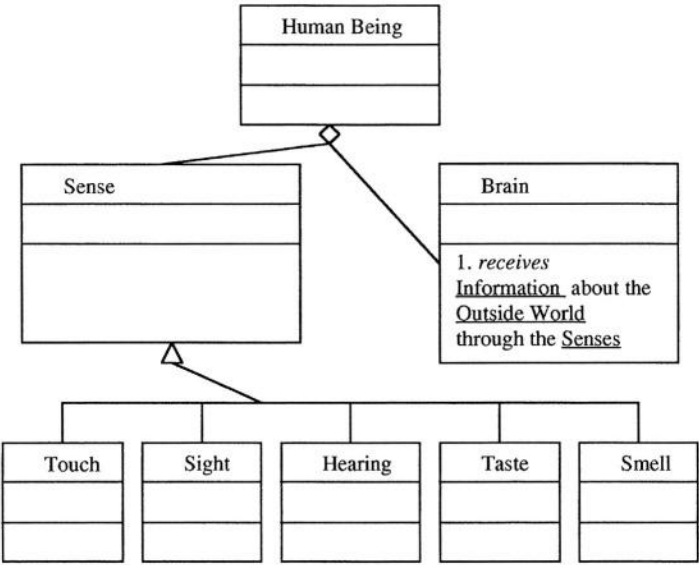 Human Being
Sense
Brain
1. receives
Information about the
Outside World
through the Senses
Touch
Sight
Hearing
Taste
Smell